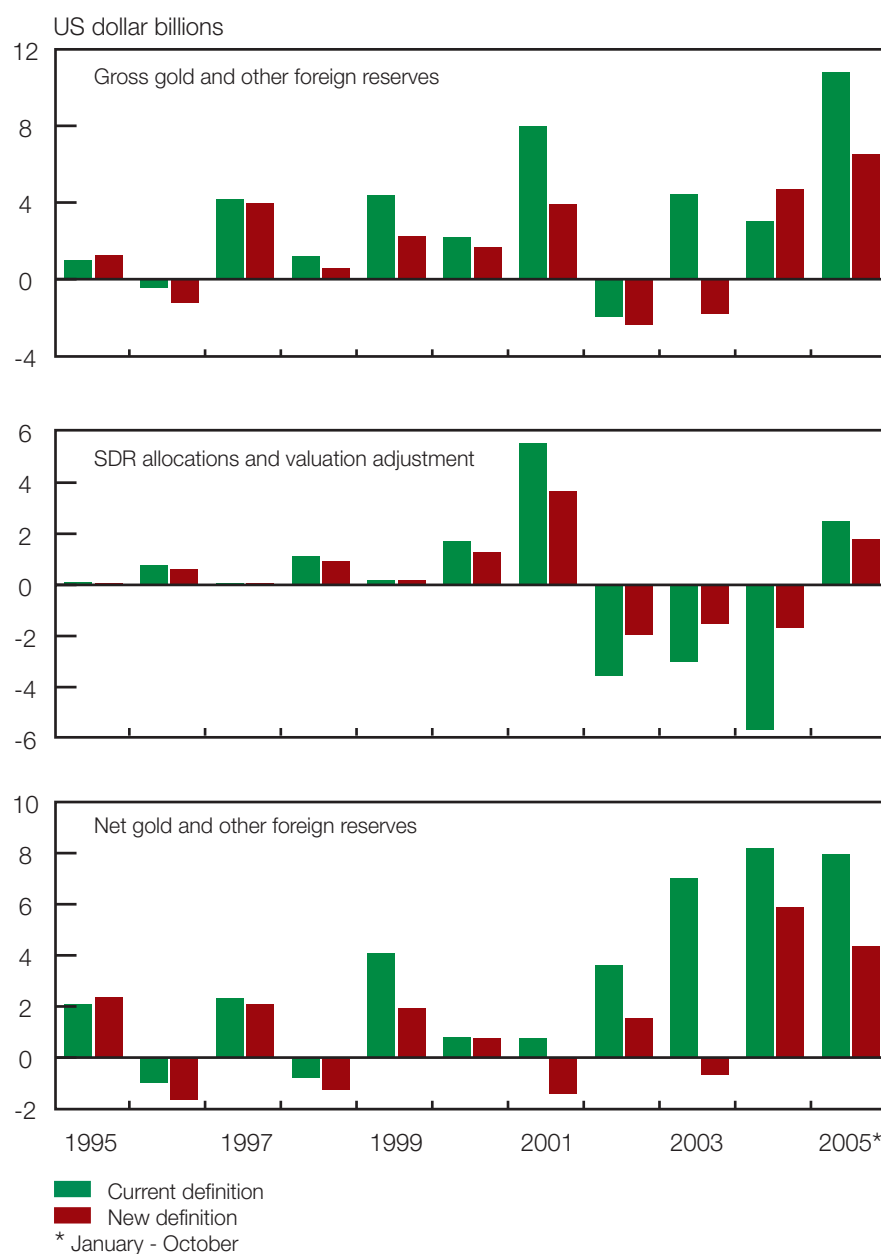 US dollar billions
12
Gross gold and other foreign reserves
8
4
0
-4
6
SDR allocations and valuation adjustment
4
2
0
-2
-4
-6
10
Net gold and other foreign reserves
8
6
4
2
0
-2
1995 1997 1999 2001 2003 2005*
Current definition
New definition
* January - October